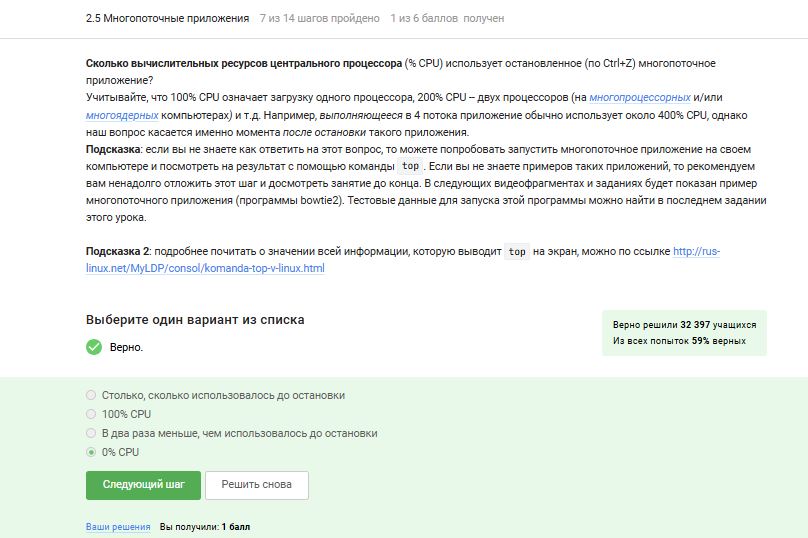 2.5 Многопоточные приложения 7 из 14 шагов пройдено 1 из 6 баллов получен
Сколько вычислительных ресурсов центрального процессора (% CPU) использует остановленное (по Ctrl+Z) многопоточное
приложение?
Учитывайте, что 100% CPU означает загрузку одного процессора, 200% CPU – двух процессоров (на многопроцессорных и/или
многоядерных компьютерах) и т.д. Например, выполняющееся в 4 потока приложение обычно использует около 400% CPU, однако
наш вопрос касается именно момента после остановки такого приложения.
Подсказка: если вы не знаете как ответить на этот вопрос, то можете попробовать запустить многопоточное приложение на своем
компьютере и посмотреть на результат с помощью команды top . Если вы не знаете примеров таких приложений, то рекомендуем
вам ненадолго отложить этот шаг и досмотреть занятие до конца. В следующих видеофрагментах и заданиях будет показан пример
многопоточного приложения (программы bowtie2). Тестовые данные для запуска этой программы можно найти в последнем задании
этого урока.
Подсказка 2: подробнее почитать о значении всей информации, которую выводит top на экран, можно по ссылке http://rus-
linux.net/MyLDP/consol/komanda-top-v-linux.html
Выберите один вариант из списка
Верно.
Верно решили 32 397 учащихся
Из всех попыток 59% верных
Столько, сколько использовалось до остановки
100% CPU
В два раза меньше, чем использовалось до остановки
0% CPU
Следующий шаг Решить снова
Ваши решения Вы получили: 1 балл